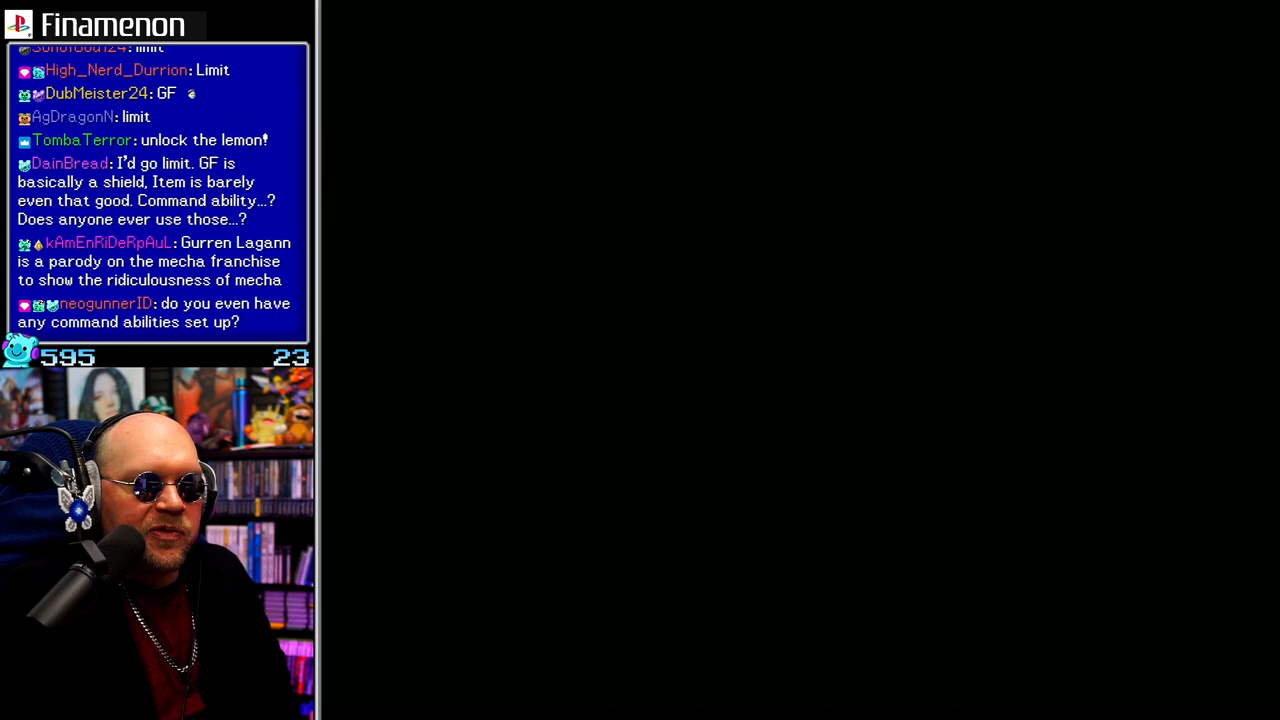 Finamenon
SonofGod124: limit
High_Nerd_Durrion: Limit
DubMeister24: GF
AgDragonN: limit
TombaTerror: unlock the lemon!
DainBread: I'd go limit. GF is
basically a shield, Item is barely
even that good. Command ability...?
Does anyone ever use those...?
kAmEnRiDeRpAuL: Gurren Lagann
is a parody on the mecha franchise
to show the ridiculousness of mecha
neogunnerID: do you even have
any command abilities set up?
595 23